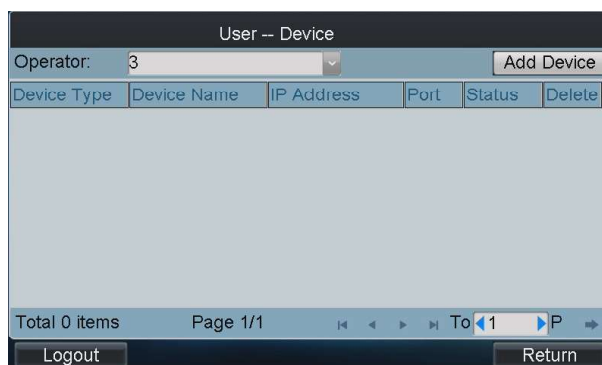 User -- Device
Operator: 3 Add Device
Device Type Device Name IP Address Port Status Delete
Total 0 items Page 1/1 To 1 P
Logout Return